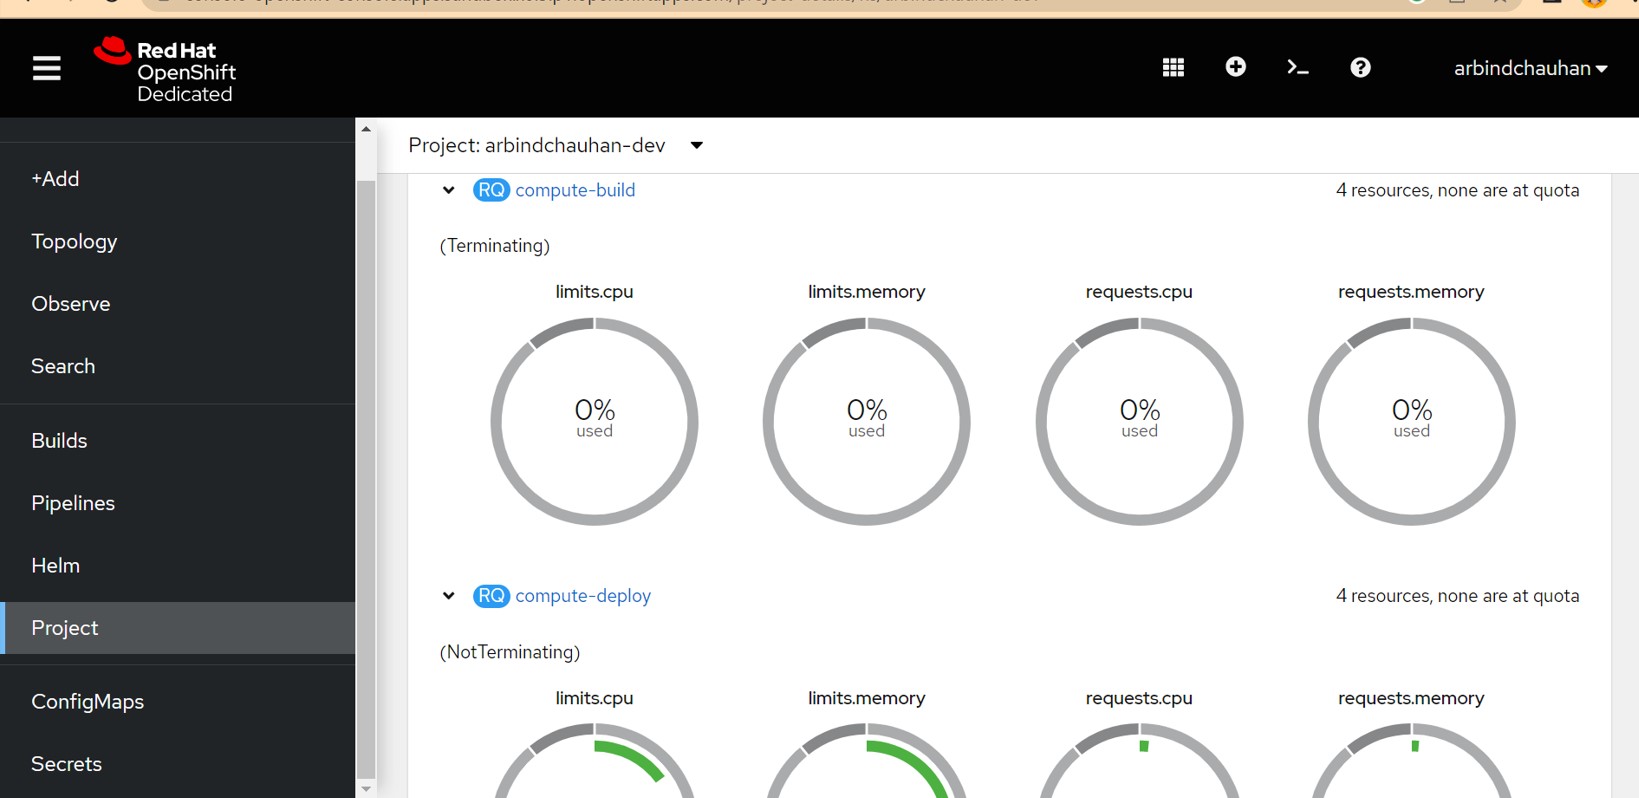 Red Hat
OpenShift
Dedicated
arbindchauhan
+Add
Topology
Observe
Search
Builds
Pipelines
Helm
Project
ConfigMaps
Secrets
Project: arbindchauhan-dev
RQ compute-build
4 resources, none are at quota
(Terminating)
limits.cpu
limits.memory
requests.cpu
requests.memory
0%
used
0%
used
0%
used
0%
used
RQ compute-deploy
4 resources, none are at quota
(NotTerminating)
limits.cpu
limits.memory
requests.cpu
requests.memory